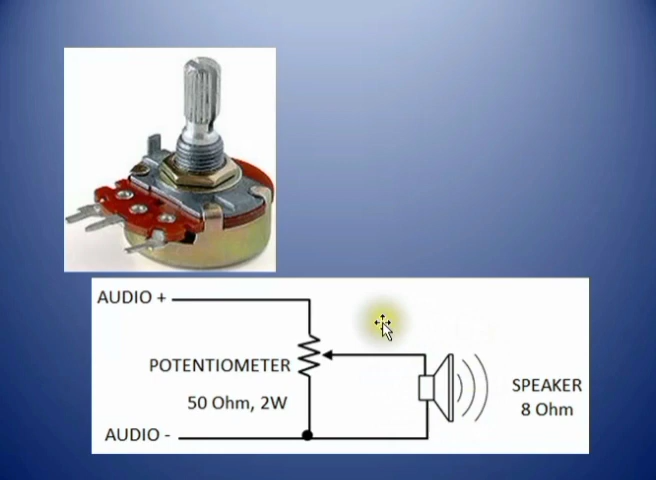 AUDIO +
POTENTIOMETER
50 Ohm, 2W
SPEAKER
8 Ohm
AUDIO -